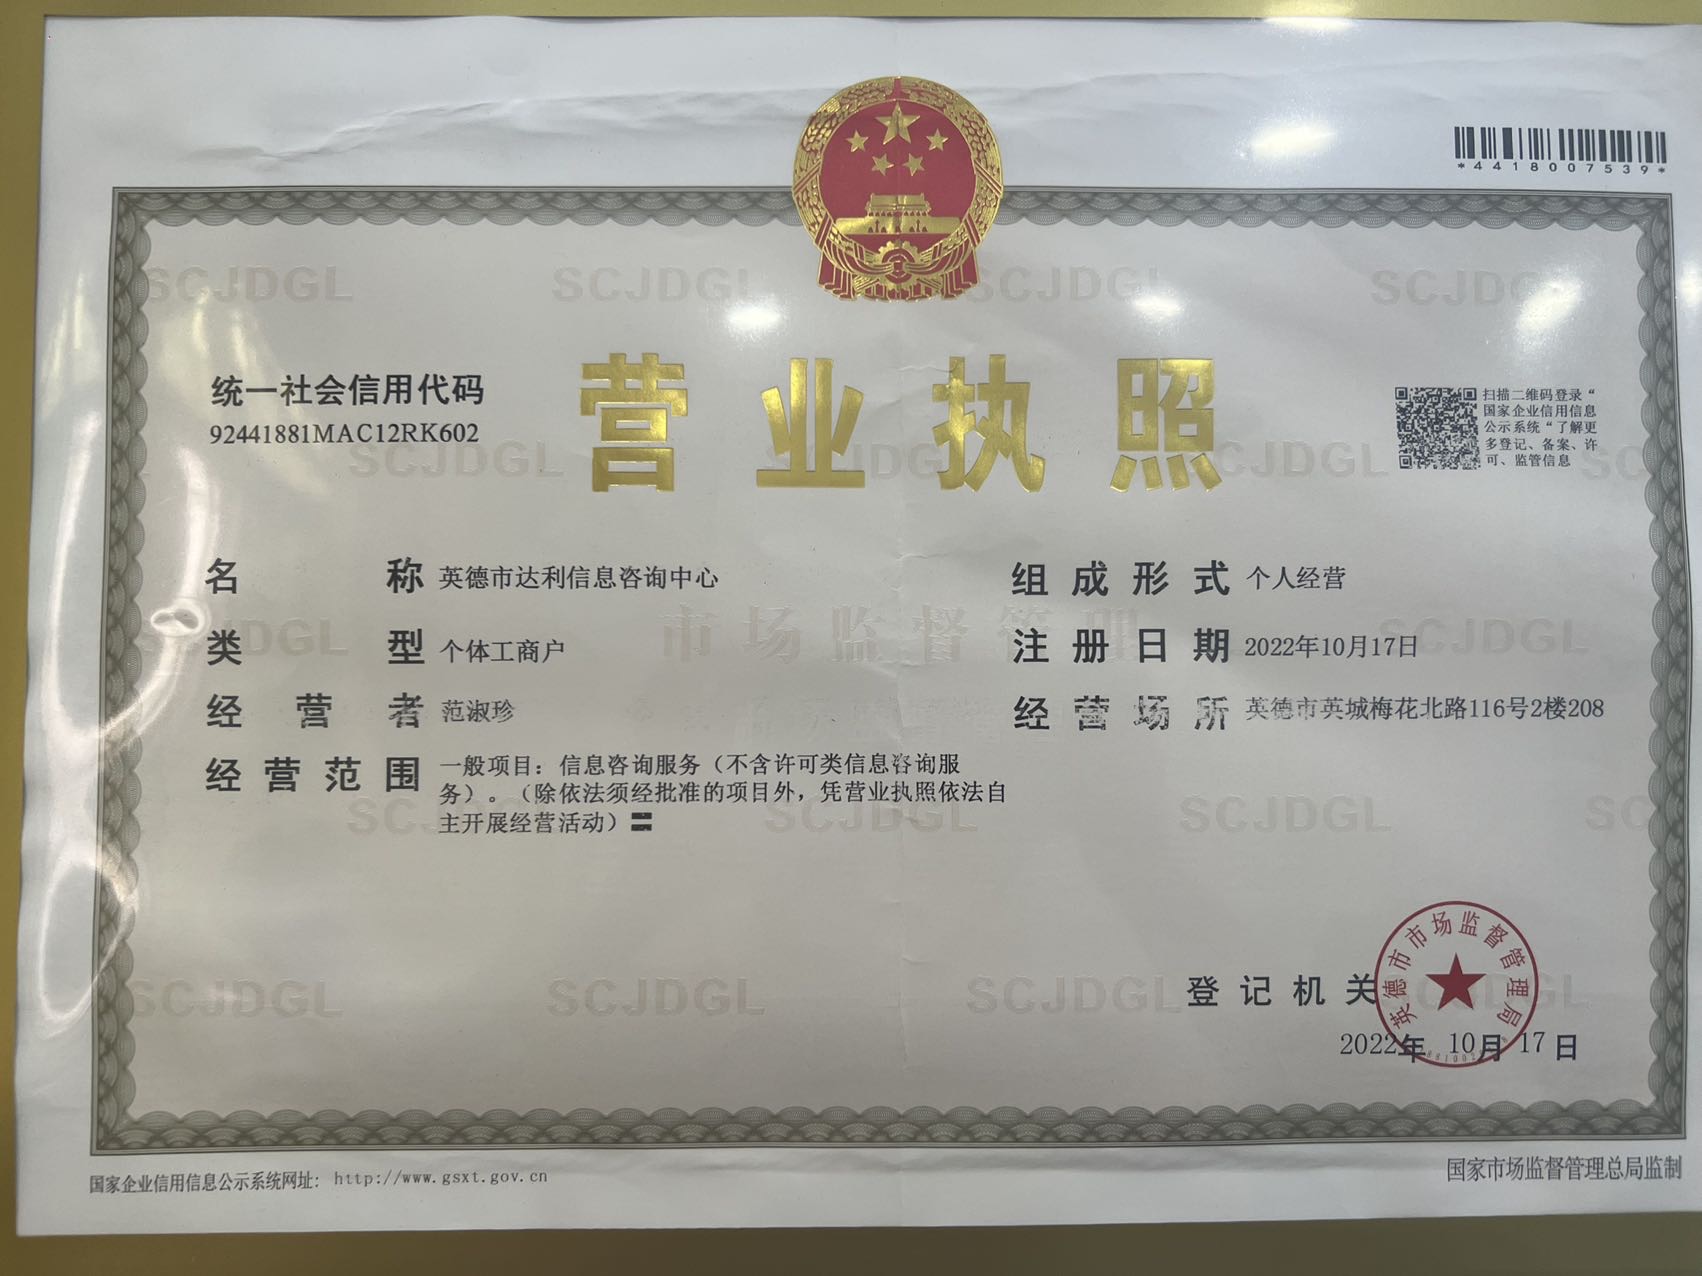 *4418007539*
统一社会信用代码
92441881MAC12RK602
营业执照
扫描二维码登录“
国家企业信用信息
公示系统“了解更
多登记、备案、许
可、监管信息
名称 英德市达利信息咨询中心
组成形式 个人经营
类型 个体工商户
注册日期 2022年10月17日
经营者 范淑珍
经营场所 英德市英城梅花北路116号2楼208
经营范围 一般项目：信息咨询服务（不含许可类信息咨询服
务）。（除依法须经批准的项目外，凭营业执照依法自
主开展经营活动）〓
SCJDGL
市场监督管理
登记机关
英德市市场监督管理局
2022年 10月 17日
国家企业信用信息公示系统网址： http://www.gsxt.gov.cn
国家市场监督管理总局监制